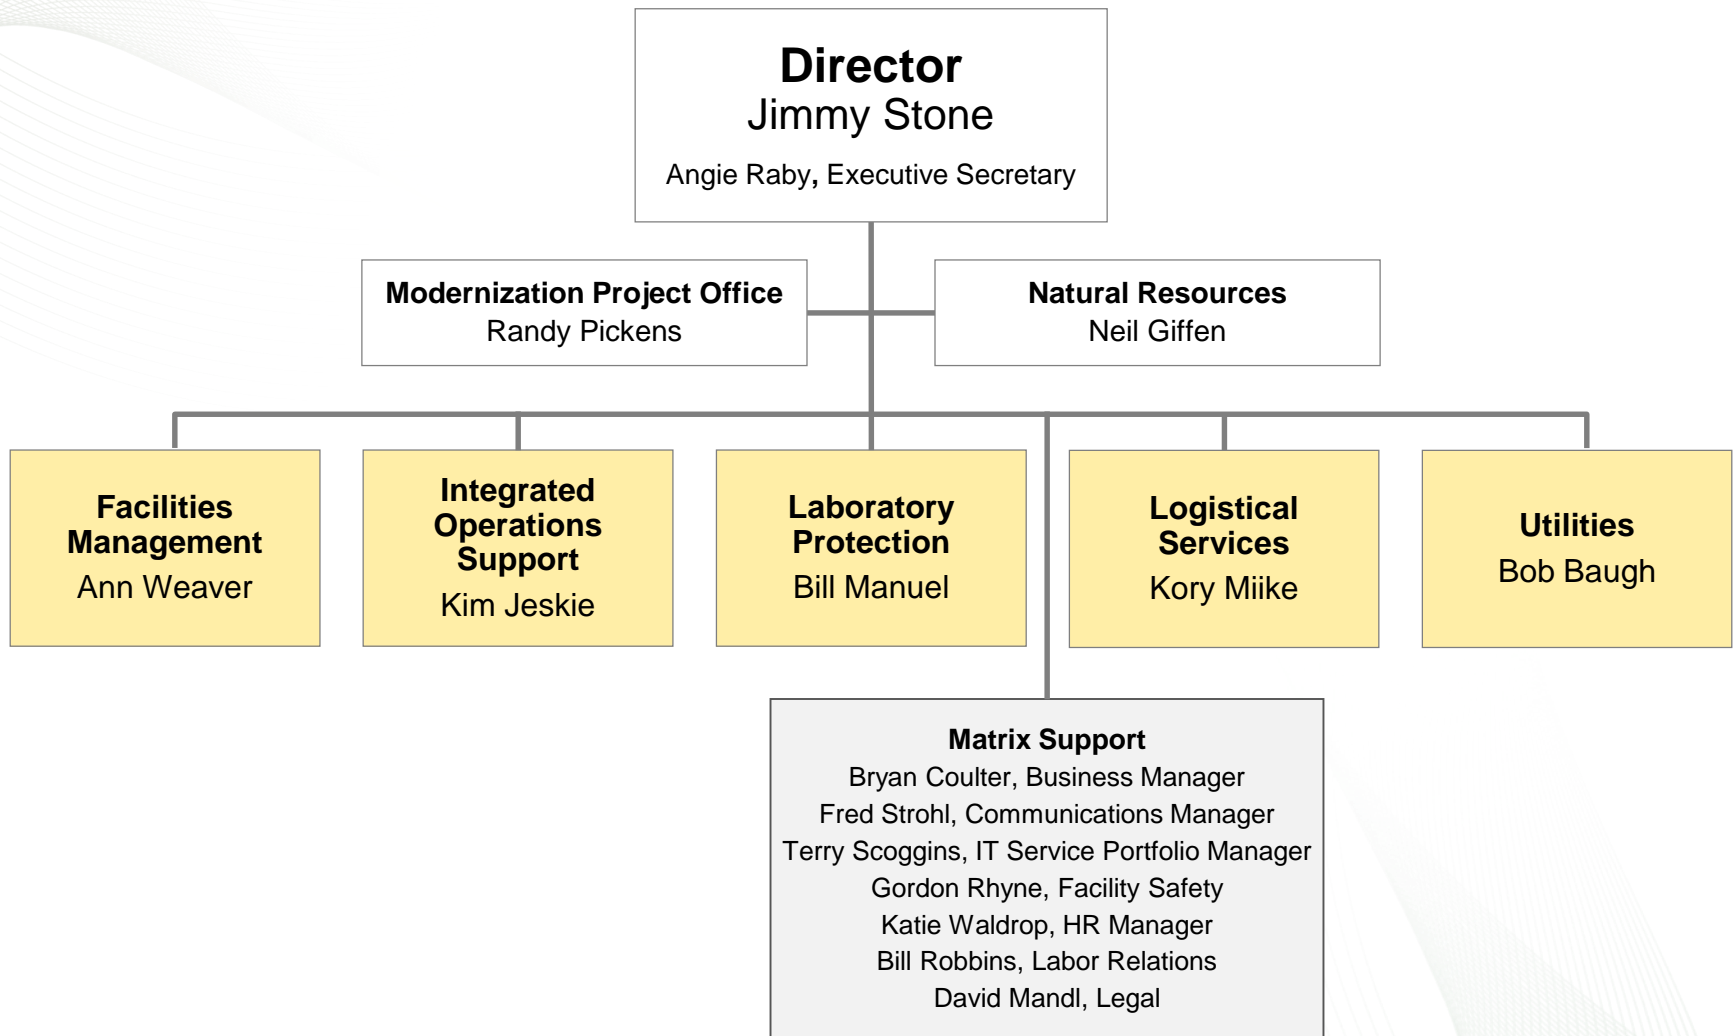 Director
Jimmy Stone
Angie Raby, Executive Secretary
Modernization Project Office
Randy Pickens
Natural Resources
Neil Giffen
Facilities
Management
Ann Weaver
Integrated
Operations
Support
Kim Jeskie
Laboratory
Protection
Bill Manuel
Logistical
Services
Kory Miike
Utilities
Bob Baugh
Matrix Support
Bryan Coulter, Business Manager
Fred Strohl, Communications Manager
Terry Scoggins, IT Service Portfolio Manager
Gordon Rhyne, Facility Safety
Katie Waldrop, HR Manager
Bill Robbins, Labor Relations
David Mandl, Legal